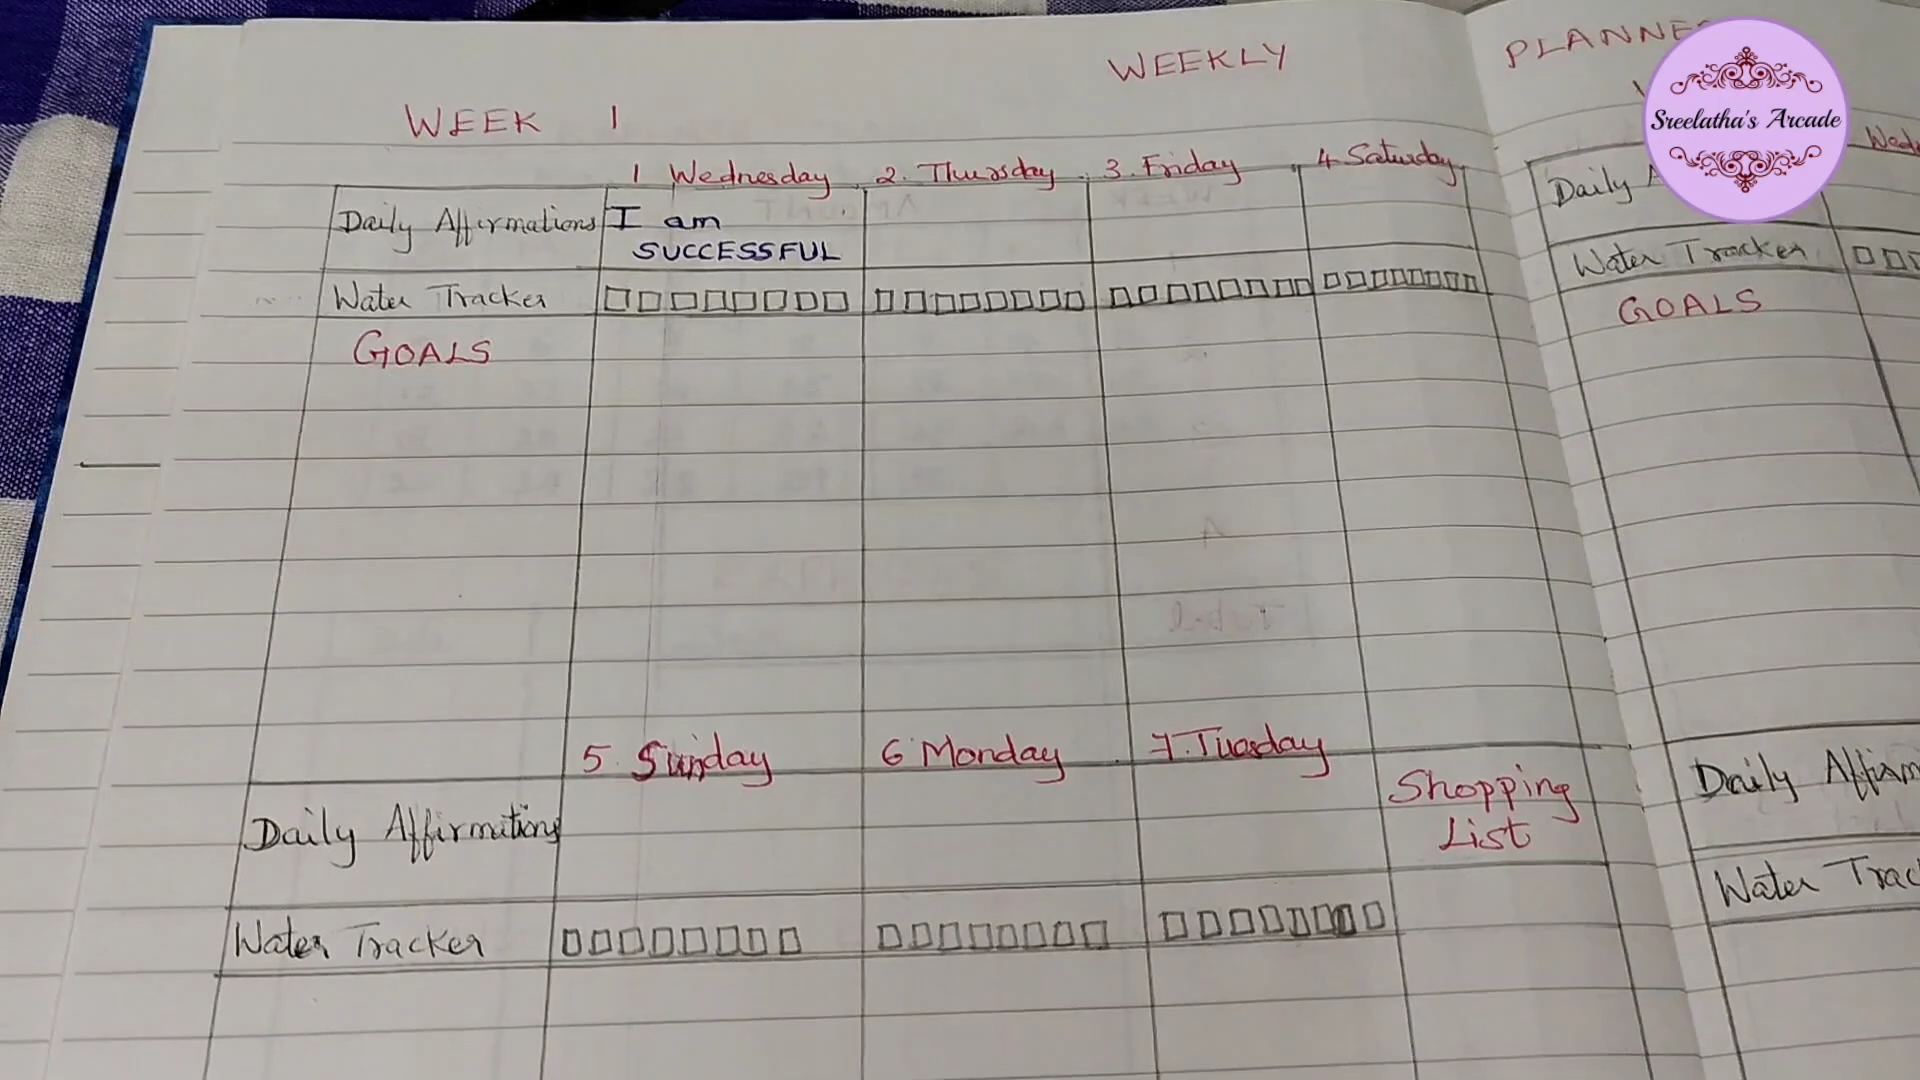 WEEKLY PLANNE
WEEK 1
Sreelatha's Arcade
1 Wednesday 2. Thursday 3. Friday 4 Saturday
Daily Affirmations I am
SUCCESSFUL
Water Tracker
GOALS
5. Sunday 6 Monday 7. Tuesday
Shopping
List
Daily Affirmations
Water Tracker
Daily
Water Tracker
GOALS
Daily Affirm
Water Trac